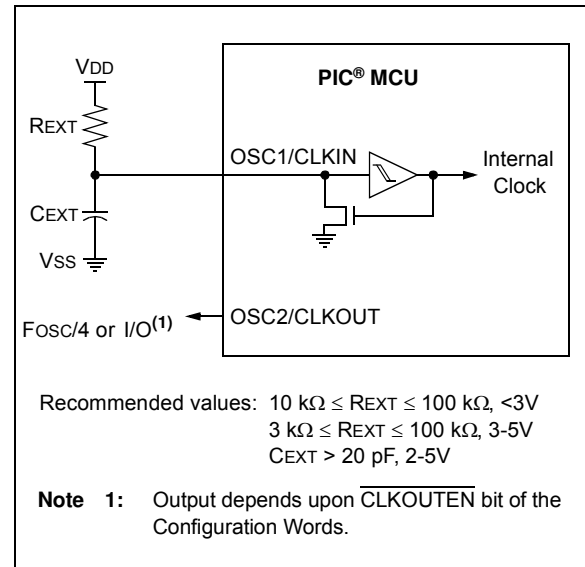 VDD
PIC® MCU
REXT
OSC1/CLKIN
Internal
Clock
CEXT
VSS
OSC2/CLKOUT
FOSC/4 or I/O(1)
Recommended values: 10 kΩ ≤ REXT ≤ 100 kΩ, <3V
3 kΩ ≤ REXT ≤ 100 kΩ, 3-5V
CEXT > 20 pF, 2-5V
Note 1: Output depends upon CLKOUTEN bit of the
Configuration Words.